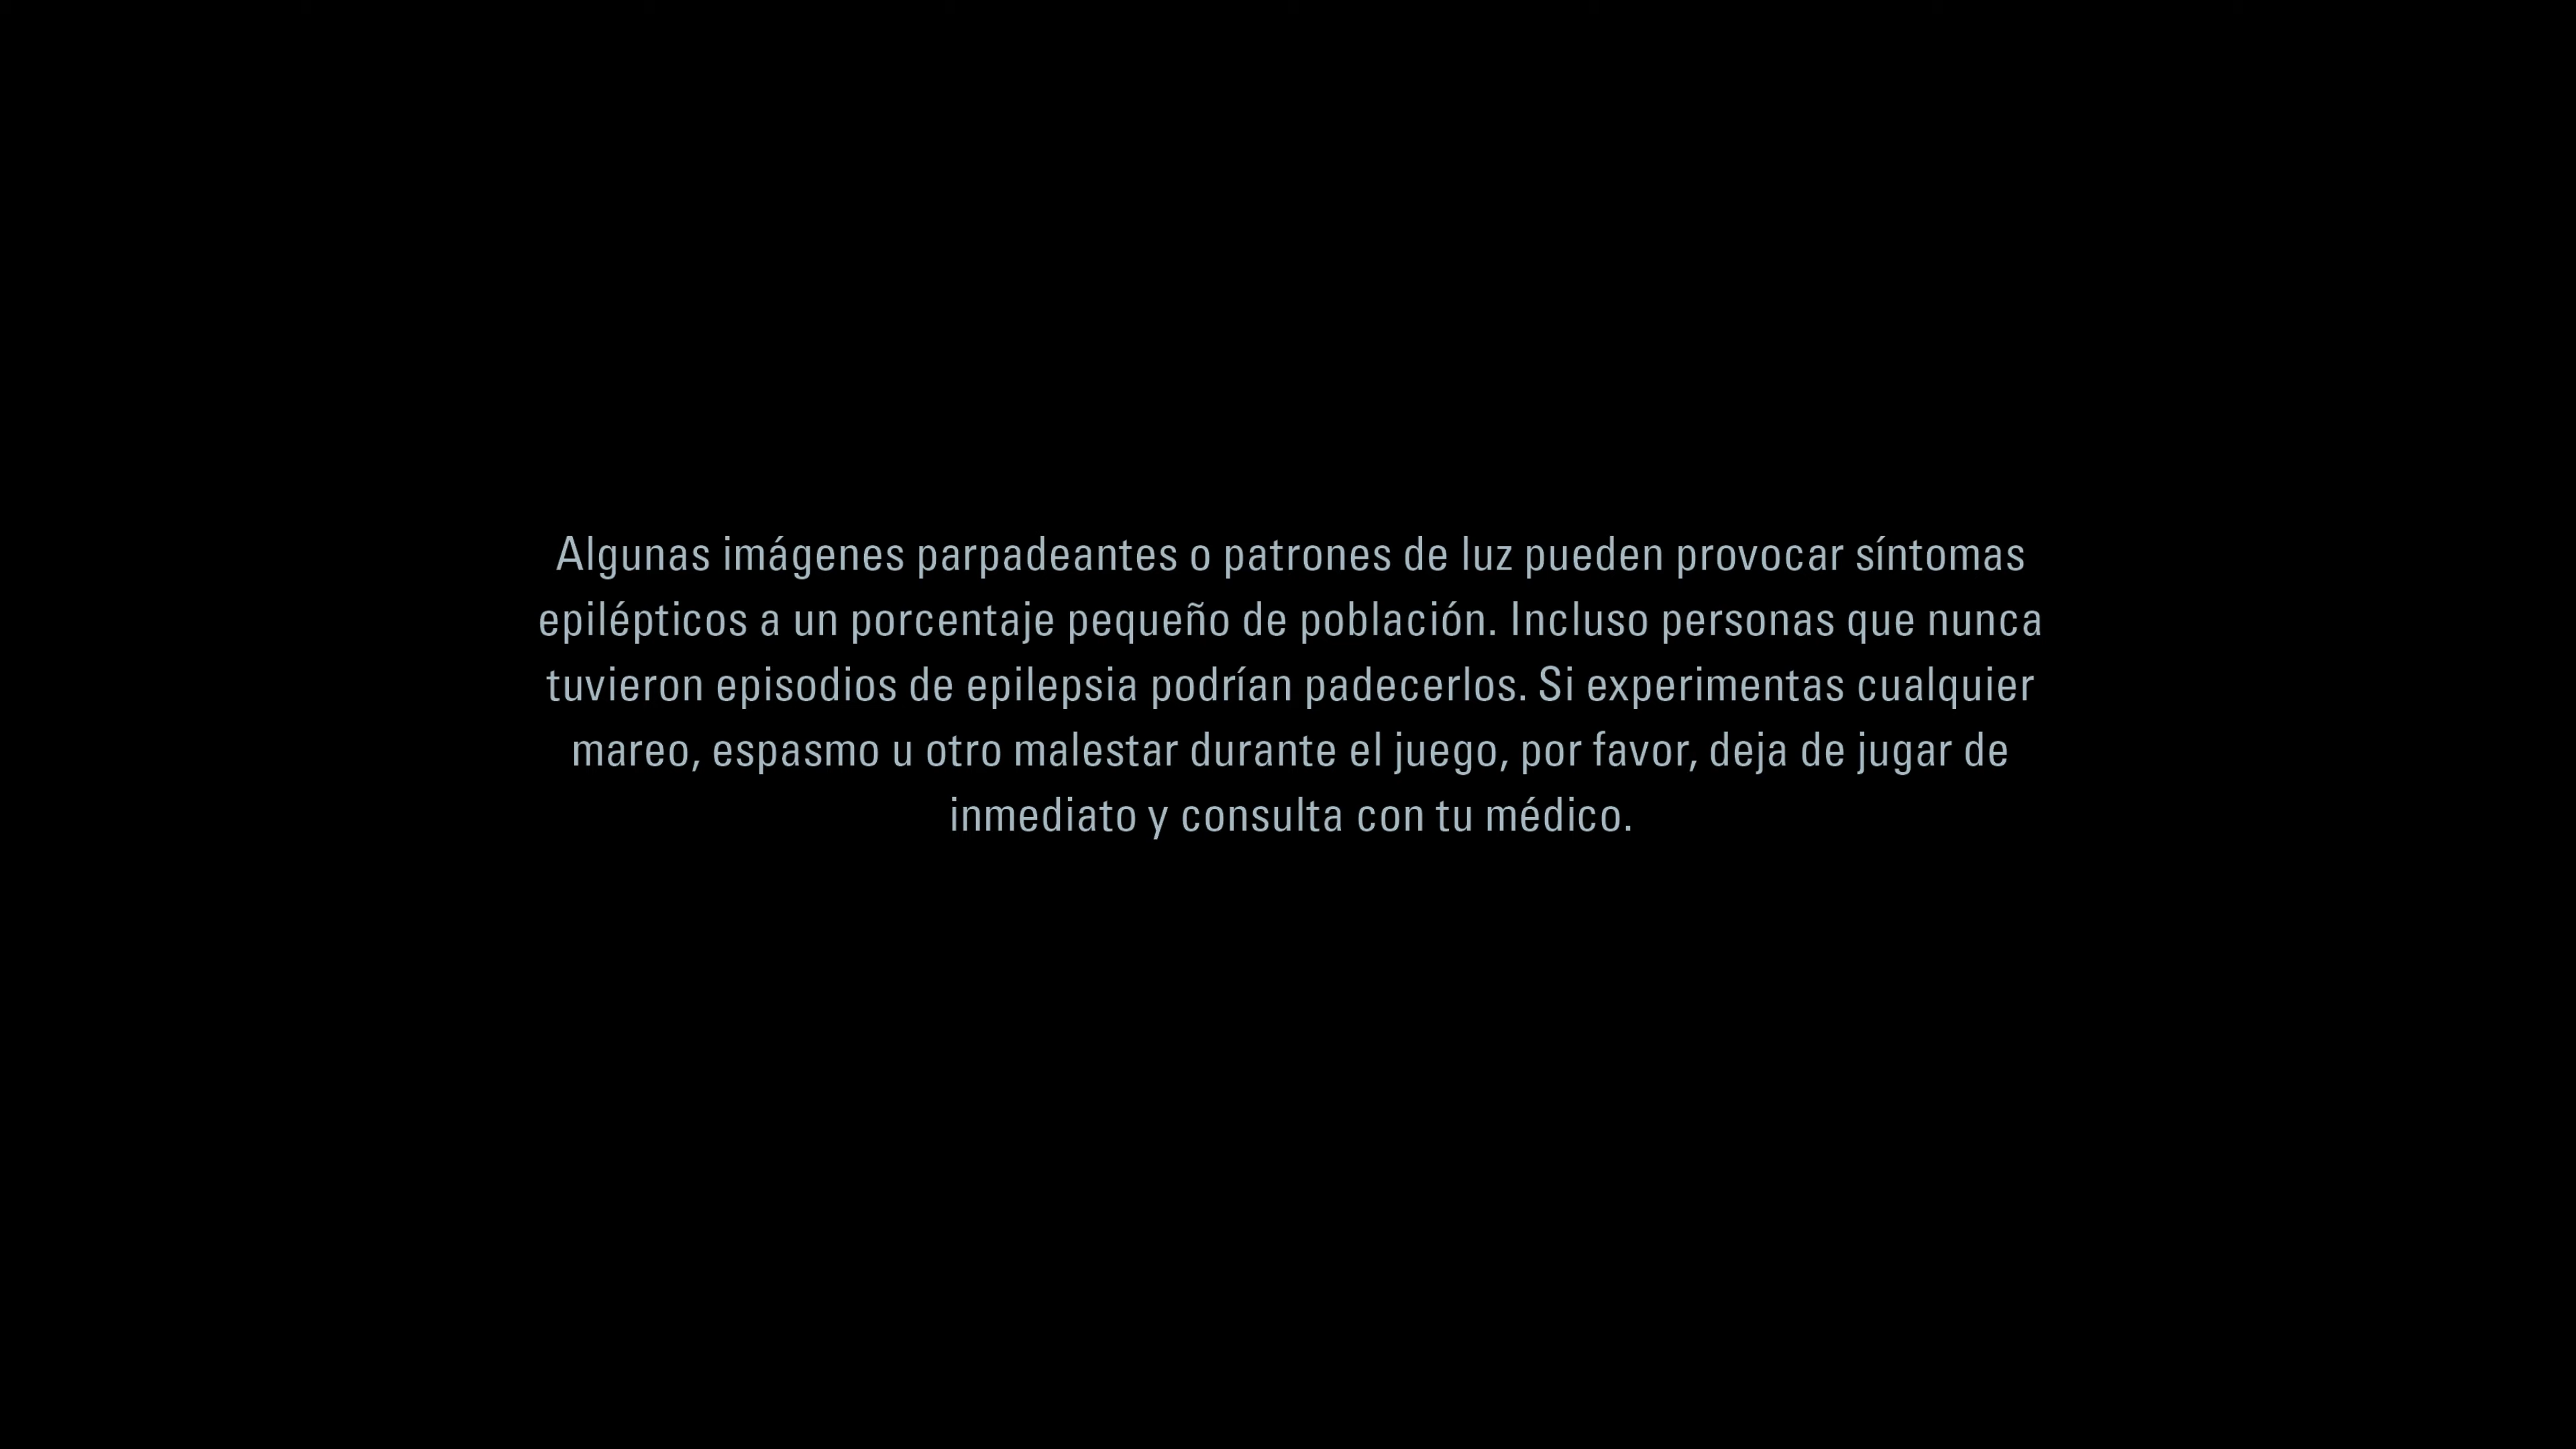 Algunas imágenes parpadeantes o patrones de luz pueden provocar síntomas
epilépticos a un porcentaje pequeño de población. Incluso personas que nunca
tuvieron episodios de epilepsia podrían padecerlos. Si experimentas cualquier
mareo, espasmo u otro malestar durante el juego, por favor, deja de jugar de
inmediato y consulta con tu médico.